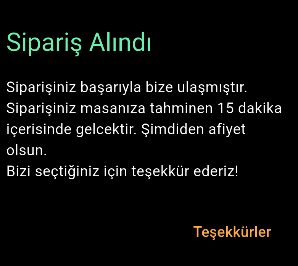 Sipariş Alındı
Siparişiniz başarıyla bize ulaşmıştır.
Siparişiniz masanıza tahminen 15 dakika
içerisinde gelcektir. Şimdiden afiyet
olsun.
Bizi seçtiğiniz için teşekkür ederiz!
Teşekkürler